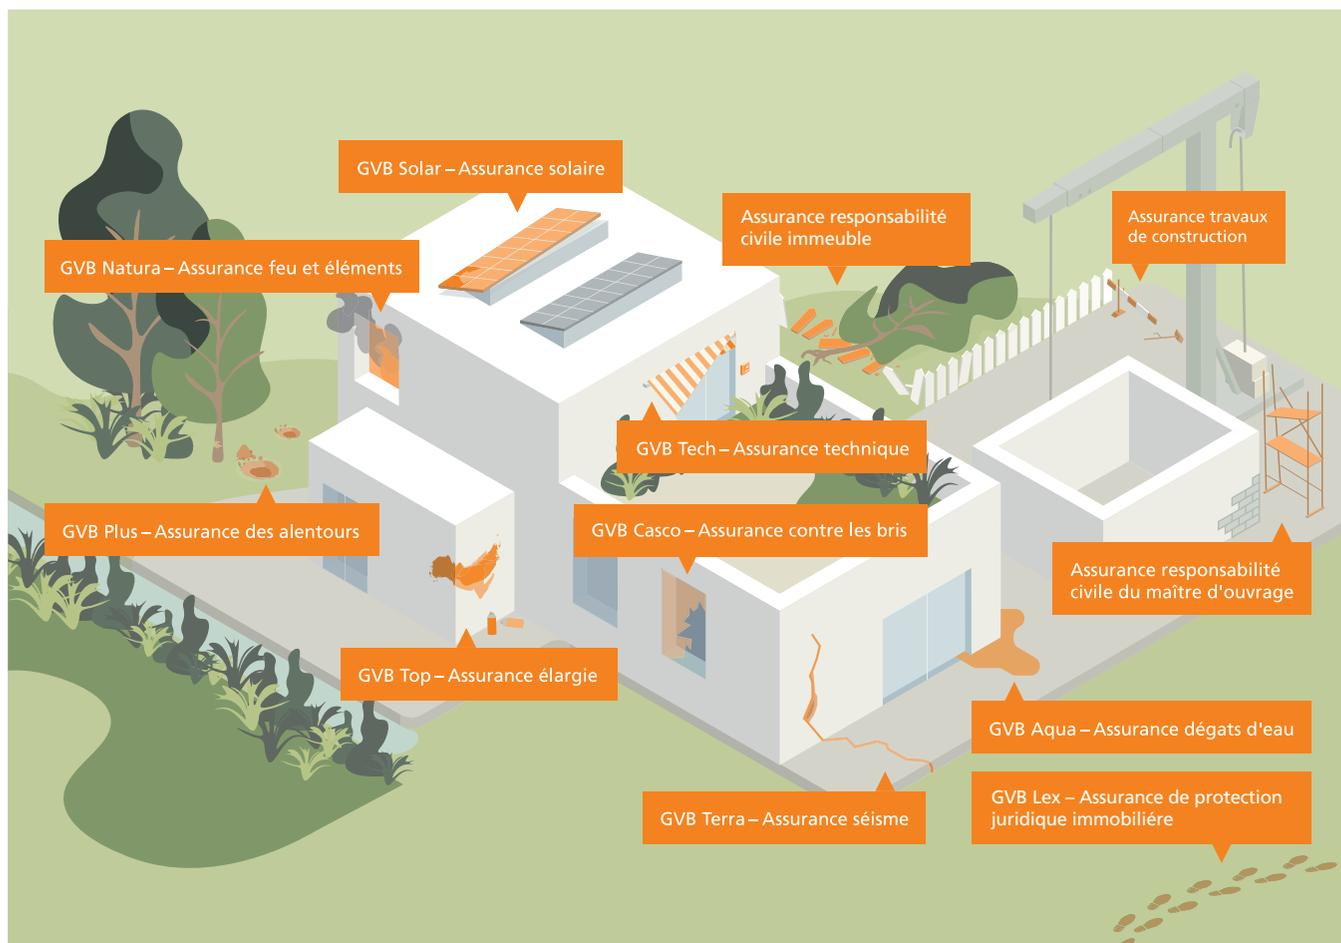 GVB Solar – Assurance solaire
Assurance responsabilité
civile immeuble
Assurance travaux
de construction
GVB Natura – Assurance feu et éléments
GVB Tech – Assurance technique
GVB Plus – Assurance des alentours
GVB Casco – Assurance contre les bris
Assurance responsabilité
civile du maître d'ouvrage
GVB Top – Assurance élargie
GVB Aqua – Assurance dégats d'eau
GVB Terra – Assurance séisme
GVB Lex – Assurance de protection
juridique immobiliére